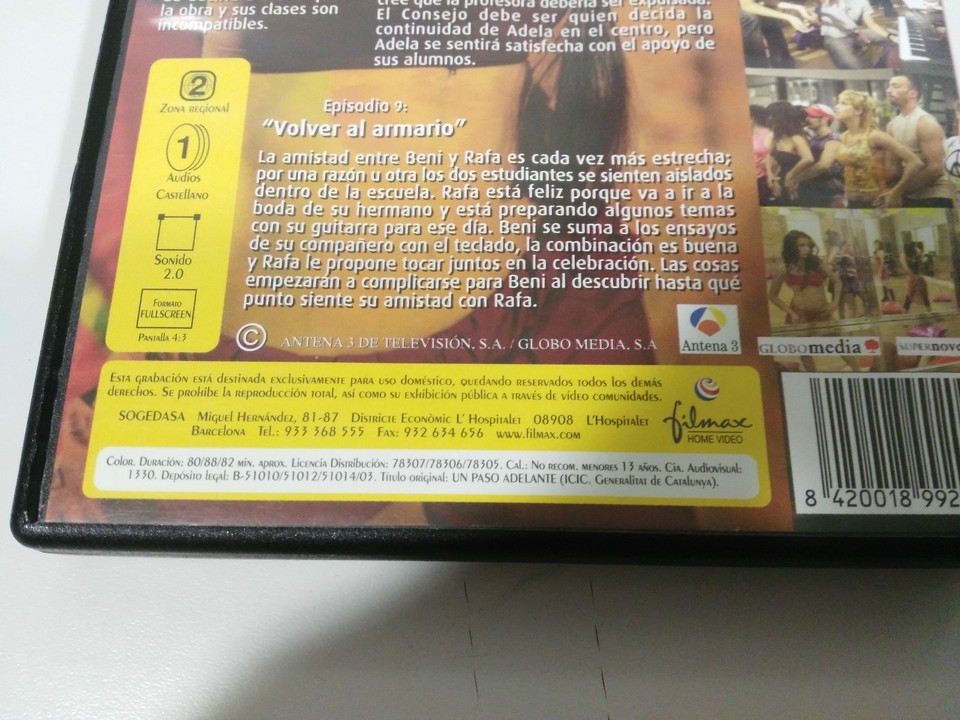 la obra y sus clases son
incompatibles.
cree que la profesora debería ser expulsada.
El Consejo debe ser quien decida la
continuidad de Adela en el centro, pero
Adela se sentirá satisfecha con el apoyo de
sus alumnos.
2
ZONA REGIONAL
1
AUDIOS
CASTELLANO
SONIDO
2.0
FORMATO
FULLSCREEN
PANTALLA 4:3
Episodio 9:
“Volver al armario”
La amistad entre Beni y Rafa es cada vez más estrecha;
por una razón u otra los dos estudiantes se sienten aislados
dentro de la escuela. Rafa está feliz porque va a ir a la
boda de su hermano y está preparando algunos temas
con su guitarra para ese día. Beni se suma a los ensayos
de su compañero con el teclado, la combinación es buena
y Rafa le propone tocar juntos en la celebración. Las cosas
empezarán a complicarse para Beni al descubrir hasta qué
punto siente su amistad con Rafa.
© ANTENA 3 DE TELEVISIÓN, S.A. / GLOBO MEDIA, S.A
Antena 3
GLOBOmedia
SUPERNOV
ESTA GRABACIÓN ESTÁ DESTINADA EXCLUSIVAMENTE PARA USO DOMÉSTICO, QUEDANDO RESERVADOS TODOS LOS DEMÁS
DERECHOS. SE PROHIBE LA REPRODUCCIÓN TOTAL, ASÍ COMO SU EXHIBICIÓN PÚBLICA A TRAVÉS DE VÍDEO COMUNIDADES.
SOGEDASA MIGUEL HERNÁNDEZ, 81-87 DISTRICTE ECONÒMIC L' HOSPITALET 08908 L'HOSPITALET
BARCELONA TEL.: 933 368 555 FAX: 932 634 656 WWW.FILMAX.COM
filmax
HOME VIDEO
COLOR. DURACIÓN: 80/88/82 MIN. APROX. LICENCIA DISTRIBUCIÓN: 78307/78306/78305. CAL.: NO RECOM. MENORES 13 AÑOS. CIA. AUDIOVISUAL:
1330. DEPÓSITO LEGAL: B-51010/51012/51014/03. TÍTULO ORIGINAL: UN PASO ADELANTE (ICIC. GENERALITAT DE CATALUNYA).
8 420018 992